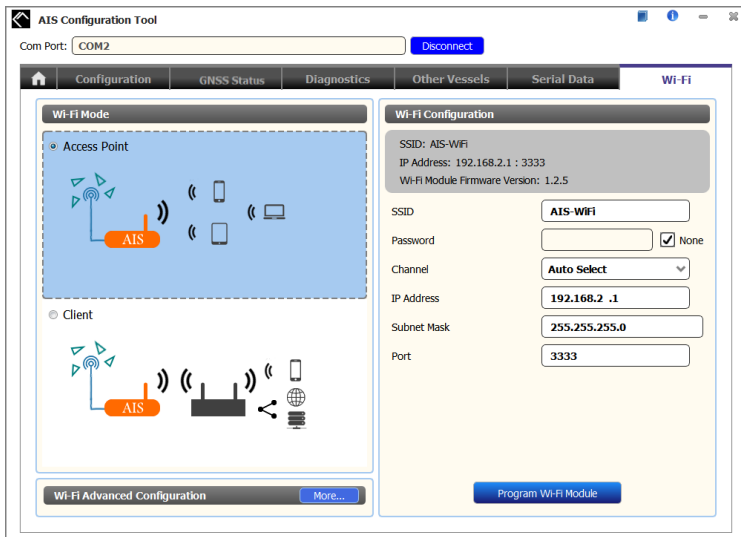 AIS Configuration Tool
Com Port: COM2 Disconnect
Configuration GNSS Status Diagnostics Other Vessels Serial Data Wi-Fi
Wi-Fi Mode
Access Point
AIS
Client
AIS
Wi-Fi Advanced Configuration More...
Wi-Fi Configuration
SSID: AIS-WiFi
IP Address: 192.168.2.1 : 3333
Wi-Fi Module Firmware Version: 1.2.5
SSID AIS-WiFi
Password None
Channel Auto Select
IP Address 192.168.2 .1
Subnet Mask 255.255.255.0
Port 3333
Program Wi-Fi Module